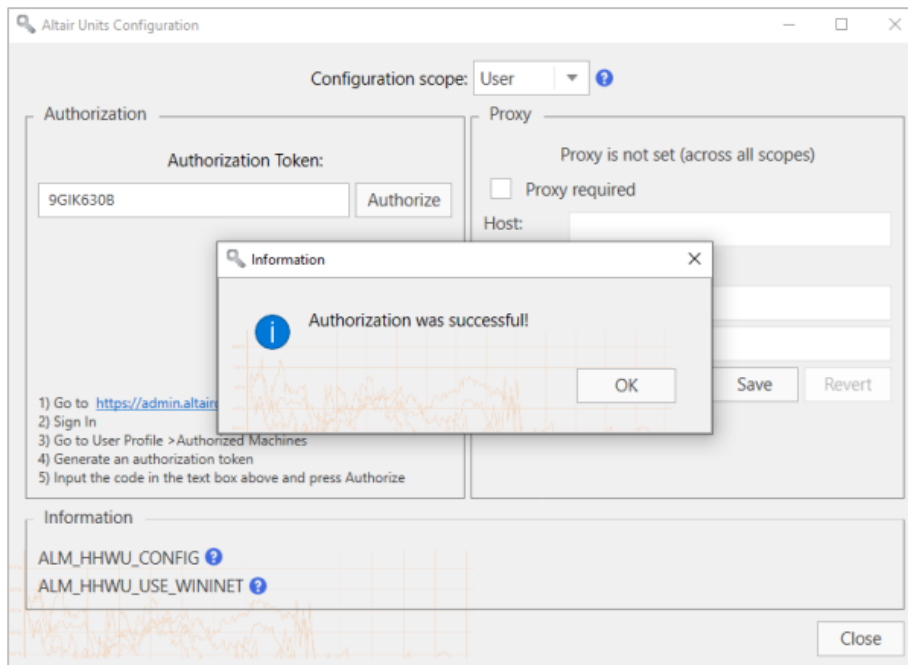 Altair Units Configuration
Configuration scope: User
Authorization
Authorization Token:
9GIK630B Authorize
Proxy
Proxy is not set (across all scopes)
Proxy required
Host:
Information
Authorization was successful!
OK
Save Revert
1) Go to https://admin.altair
2) Sign In
3) Go to User Profile >Authorized Machines
4) Generate an authorization token
5) Input the code in the text box above and press Authorize
Information
ALM_HHWU_CONFIG
ALM_HHWU_USE_WININET
Close